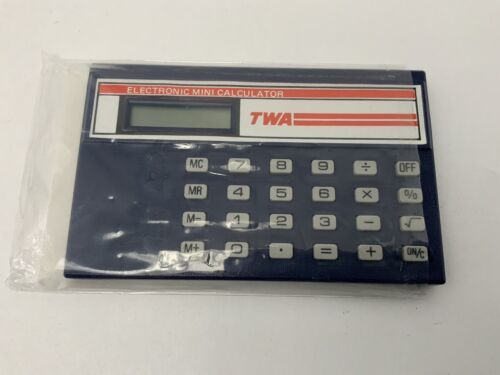 ELECTRONIC MINI CALCULATOR
TWA
MC 7 8 9 ÷ OFF
MR 4 5 6 × %
M- 1 2 3 - √
M+ 0 · = + ON/C